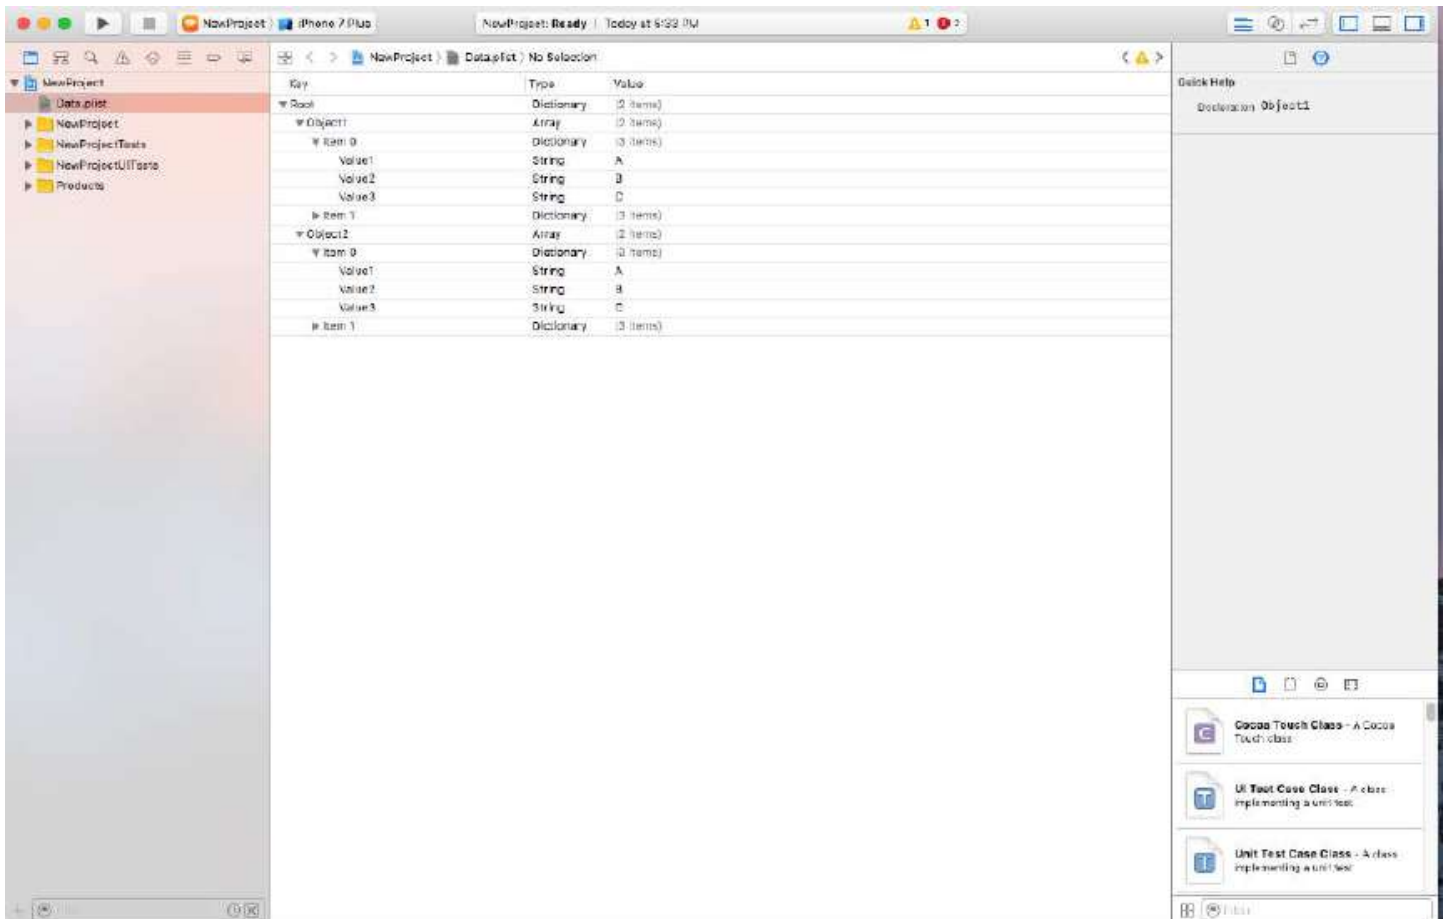 NewProject iPhone 7 Plus NewProject: Ready Today at 6:33 PM 1 2
NewProject Data.plist No Selection
NewProject
Data.plist
NewProject
NewProjectTests
NewProjectUITests
Products
Key Type Value
Root Dictionary (2 items)
Object1 Array (2 items)
Item 0 Dictionary (3 items)
Value1 String A
Value2 String B
Value3 String C
Item 1 Dictionary (3 items)
Object2 Array (2 items)
Item 0 Dictionary (3 items)
Value1 String A
Value2 String B
Value3 String C
Item 1 Dictionary (3 items)
Quick Help
Declaration Object1
Cocoa Touch Class - A Cocoa
Touch class
UI Test Case Class - A class
implementing a unit test
Unit Test Case Class - A class
implementing a unit test
Filter